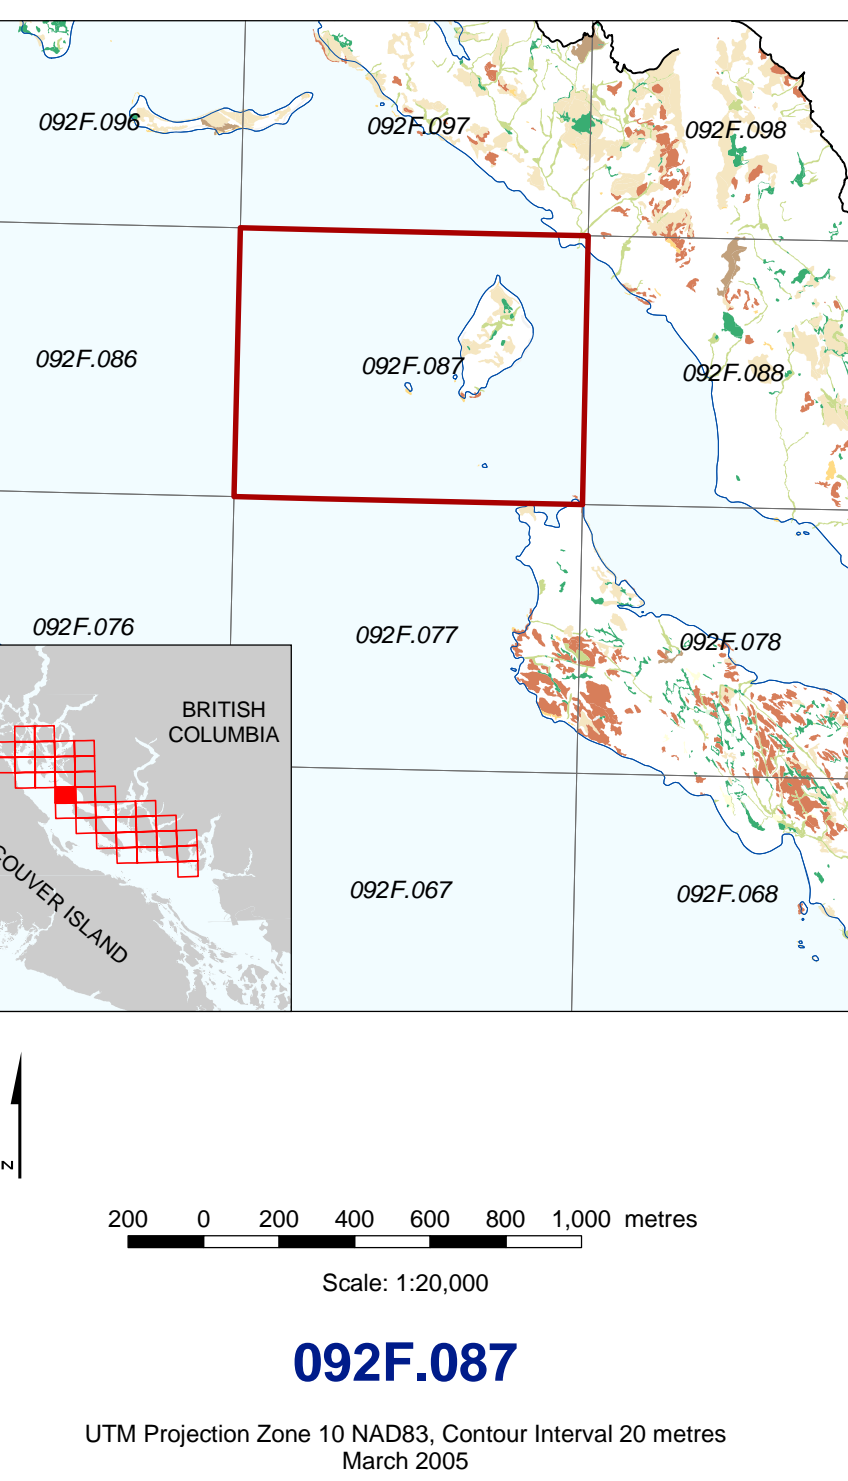 092F.096
092F.097
092F.098
092F.086
092F.087
092F.088
092F.076
092F.077
092F.078
BRITISH
COLUMBIA
COUVER ISLAND
092F.067
092F.068
N
200 0 200 400 600 800 1,000 metres
Scale: 1:20,000
092F.087
UTM Projection Zone 10 NAD83, Contour Interval 20 metres
March 2005